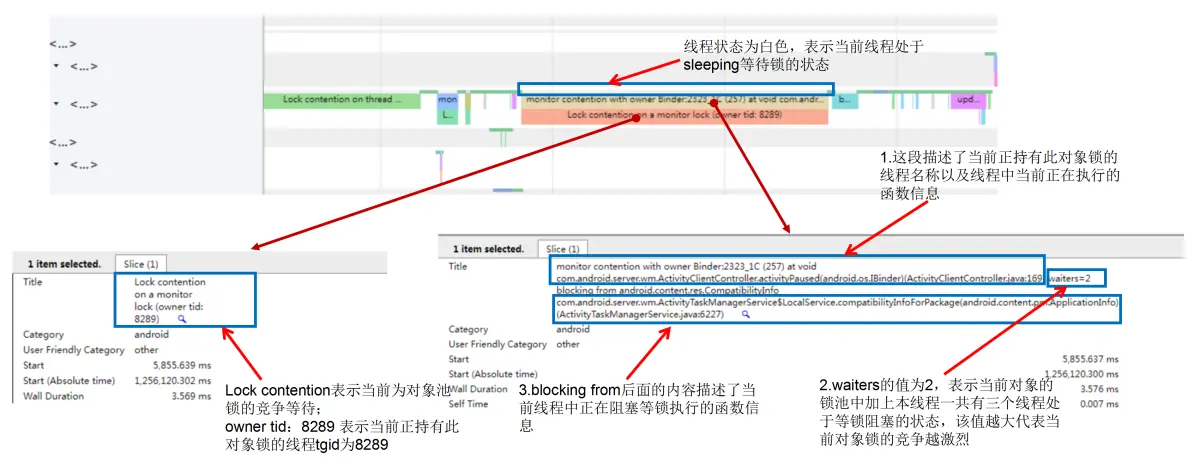 线程状态为白色，表示当前线程处于
sleeping等待锁的状态
<...>
<...>
<...>
<...>
<...>
Lock contention on thread ...
mon
L...
monitor contention with owner Binder:2323_1C (257) at void com.andr...
Lock contention on a monitor lock (owner tid: 8289)
b...
upd...
1.这段描述了当前正持有此对象锁的
线程名称以及线程中当前正在执行的
函数信息
1 item selected.
Slice (1)
Title
Lock contention
on a monitor
lock (owner tid:
8289)
Category
android
User Friendly Category
other
Start
5,855.639 ms
Start (Absolute time)
1,256,120.302 ms
Wall Duration
3.569 ms
Lock contention表示当前为对象池
锁的竞争等待；
owner tid：8289 表示当前正持有此
对象锁的线程tgid为8289
1 item selected.
Slice (1)
Title
monitor contention with owner Binder:2323_1C (257) at void
com.android.server.wm.ActivityClientController.activityPaused(android.os.IBinder)(ActivityClientController.java:169) waiters=2
blocking from android.content.res.CompatibilityInfo
com.android.server.wm.ActivityTaskManagerService$LocalService.compatibilityInfoForPackage(android.content.pm.ApplicationInfo)
(ActivityTaskManagerService.java:6227)
Category
android
User Friendly Category
other
Start
5,855.637 ms
Start (Absolute time)
1,256,120.300 ms
Wall Duration
3.576 ms
Self Time
0.007 ms
3.blocking from后面的内容描述了当
前线程中正在阻塞等锁执行的函数信
息
2.waiters的值为2，表示当前对象的
锁池中加上本线程一共有三个线程处
于等锁阻塞的状态，该值越大代表当
前对象锁的竞争越激烈